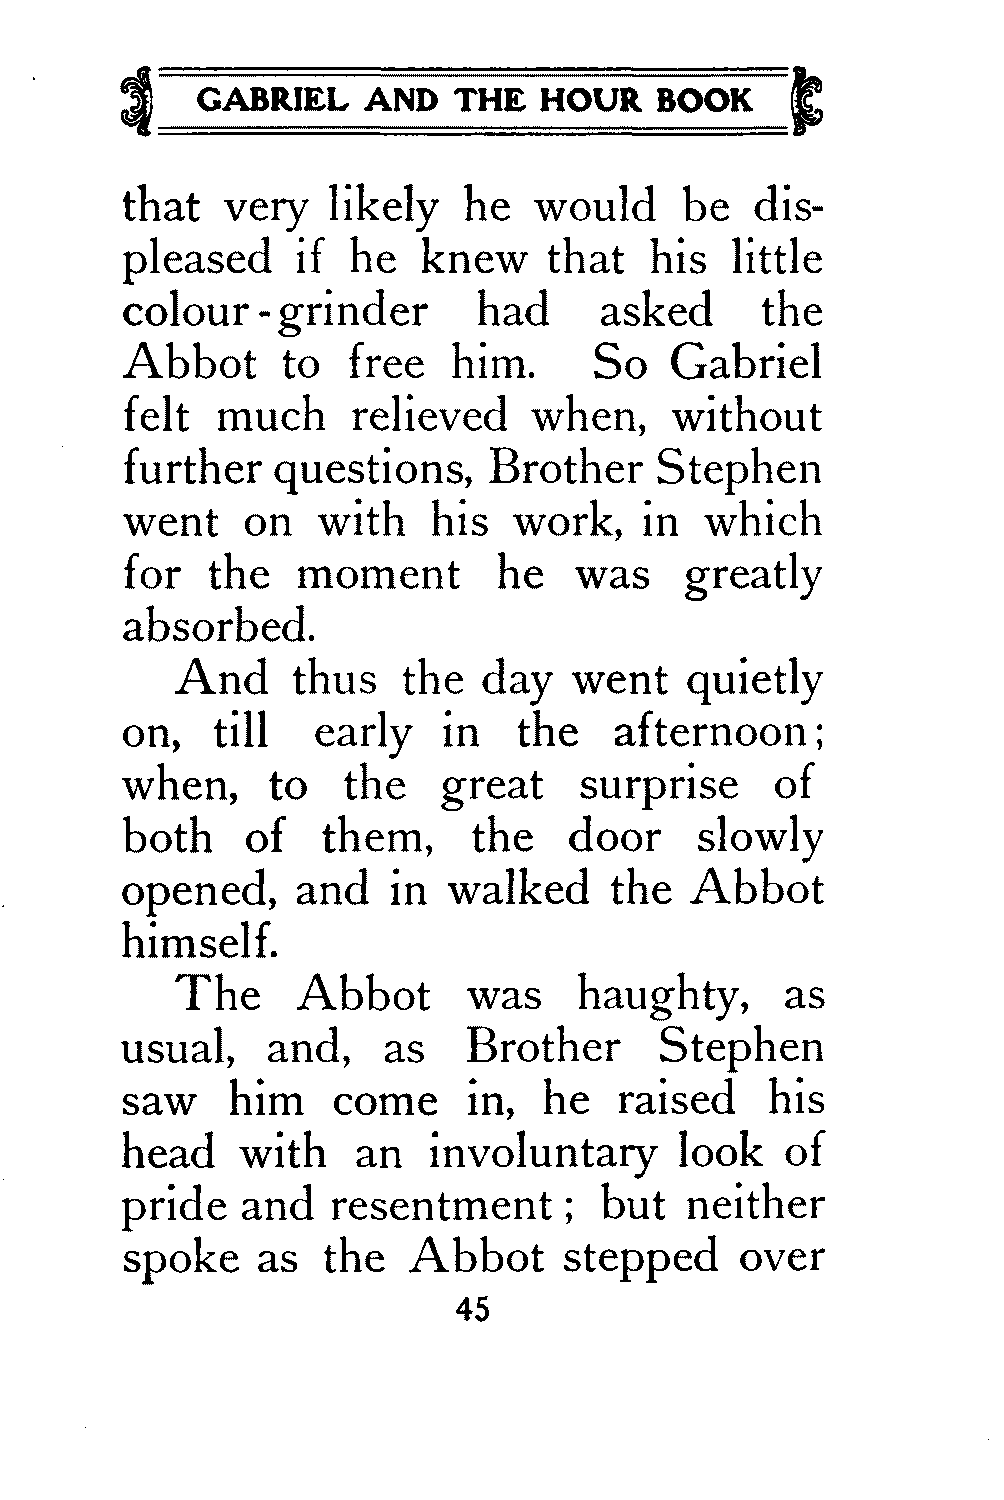 GABRIEL AND THE HOUR BOOK
that very likely he would be dis-
pleased if he knew that his little
colour-grinder had asked the
Abbot to free him. So Gabriel
felt much relieved when, without
further questions, Brother Stephen
went on with his work, in which
for the moment he was greatly
absorbed.
And thus the day went quietly
on, till early in the afternoon;
when, to the great surprise of
both of them, the door slowly
opened, and in walked the Abbot
himself.
The Abbot was haughty, as
usual, and, as Brother Stephen
saw him come in, he raised his
head with an involuntary look of
pride and resentment; but neither
spoke as the Abbot stepped over
45